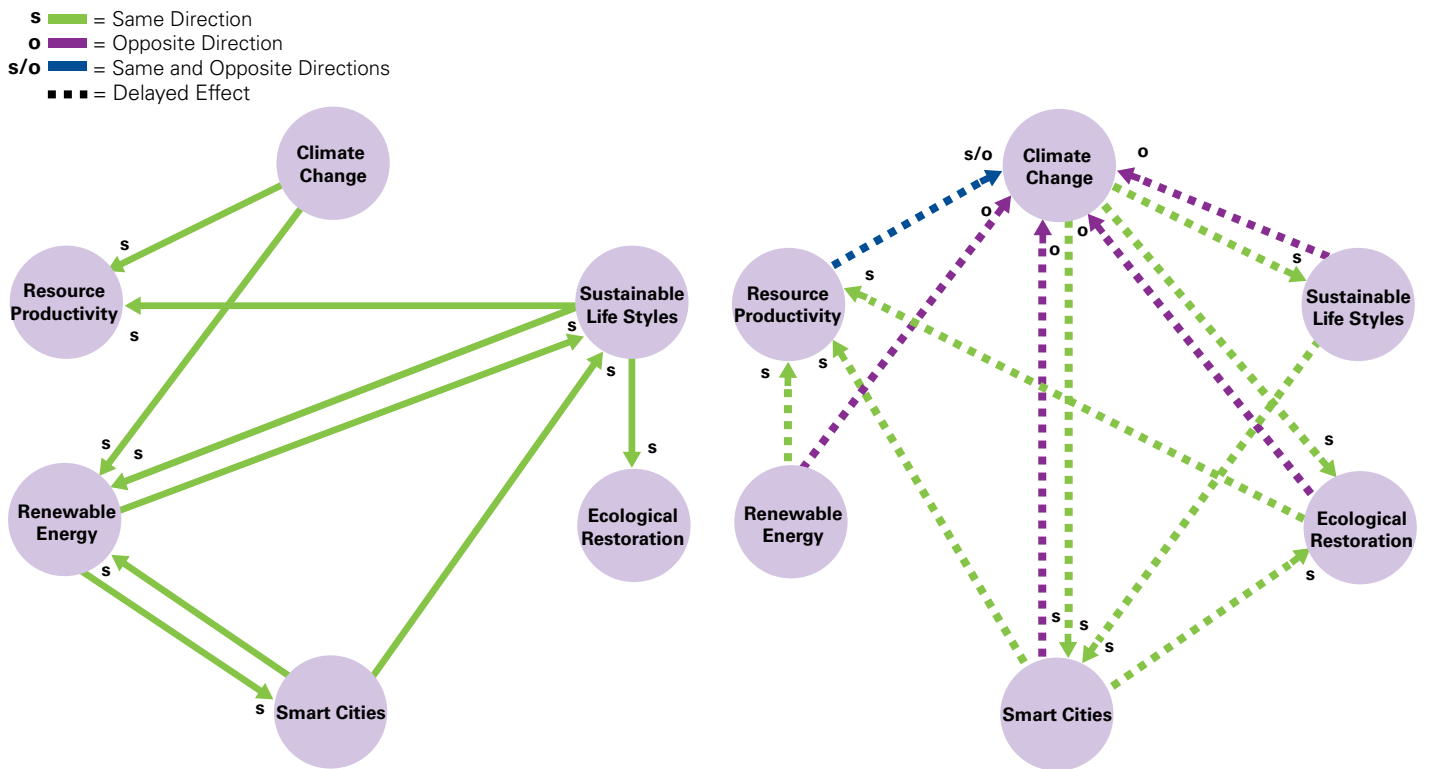 s = Same Direction
o = Opposite Direction
s/o = Same and Opposite Directions
= Delayed Effect
Climate
Change
s
Resource
Productivity
s
Sustainable
Life Styles
s
s
s
s
s
Renewable
Energy
s
Ecological
Restoration
s
Smart Cities
s/o
Climate
Change
o
o
o
o
s
s
Resource
Productivity
Sustainable
Life Styles
s
s
s
Renewable
Energy
Ecological
Restoration
s
s
s
s
Smart Cities